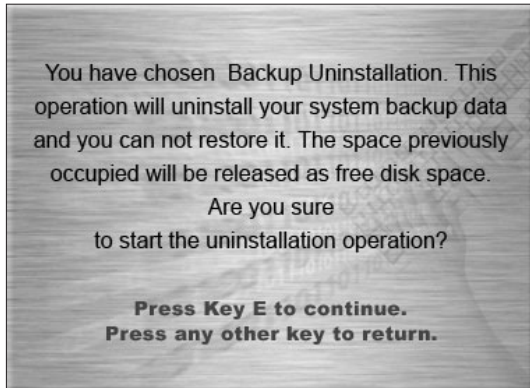 You have chosen  Backup Uninstallation. This
operation will uninstall your system backup data
and you can not restore it. The space previously
occupied will be released as free disk space.
Are you sure
to start the uninstallation operation?
Press Key E to continue.
Press any other key to return.